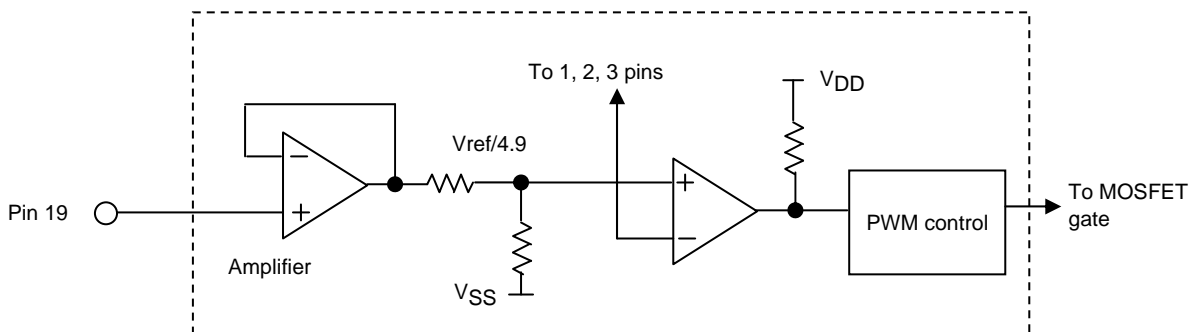 To 1, 2, 3 pins
VDD
Vref/4.9
Pin 19
−
+
+
−
PWM control
To MOSFET
gate
Amplifier
VSS